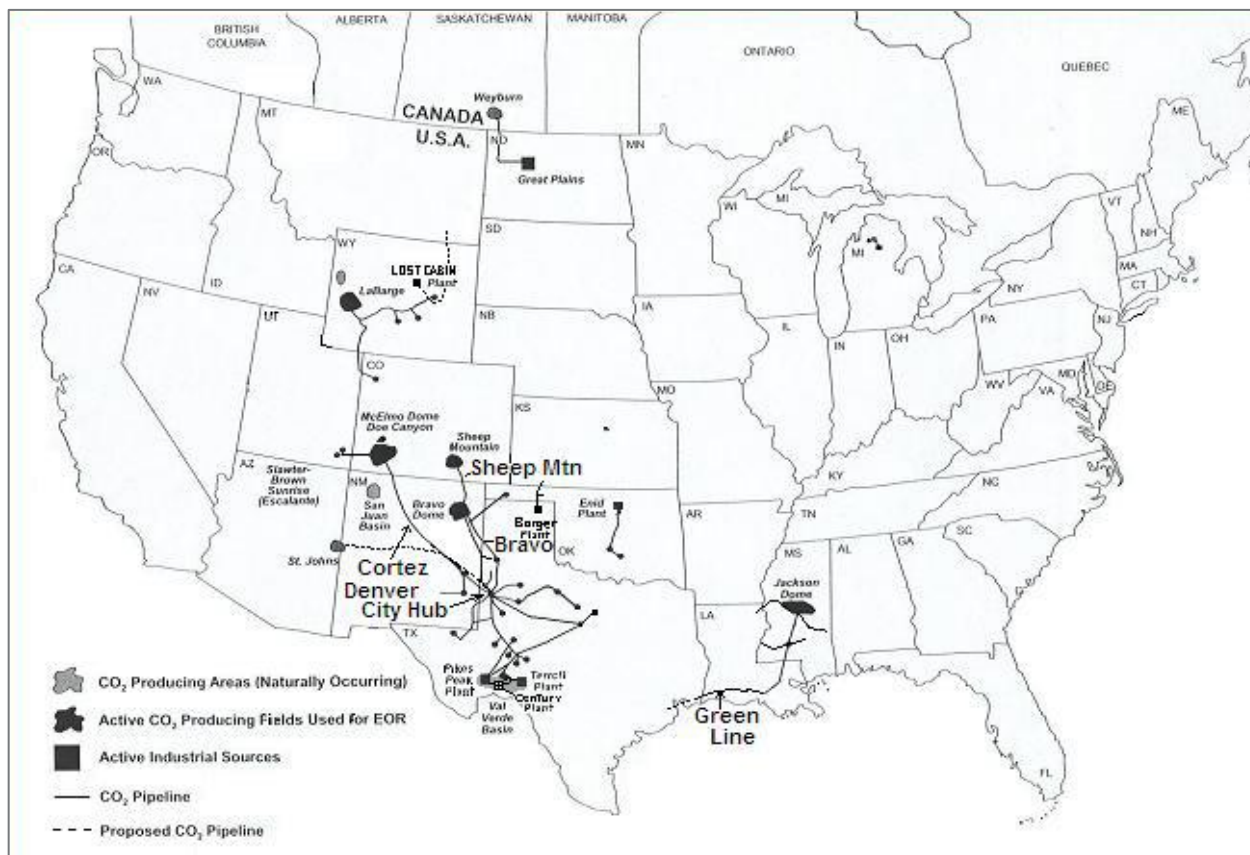 BRITISH
COLUMBIA
ALBERTA
SASKATCHEWAN
MANITOBA
ONTARIO
QUEBEC
WA
MT
Weyburn
CANADA
U.S.A.
ND
Great Plains
MN
ME
OR
WI
MI
MI
VT
NH
MA
CT
NY
WY
SD
LOST CABIN
Plant
LaBarge
CA
NV
ID
UT
NB
IA
IL
IN
OH
PA
NJ
MD
DE
WV
VA
CO
KS
MO
KY
McElmo Dome
Doe Canyon
Sheep
Mountain
Sheep Mtn
AZ
Slawter-
Brown
Sunrise
(Escalante)
NM
San
Juan
Basin
Bravo
Dome
Borger
Plant
Bravo
Enid
Plant
OK
AR
TN
NC
SC
St. Johns
Cortez
Denver
City Hub
MS
AL
GA
Jackson
Dome
LA
TX
Pikes
Peak
Plant
Terrell
Plant
Century
Plant
Val
Verde
Basin
Green
Line
FL
CO₂ Producing Areas (Naturally Occurring)
Active CO₂ Producing Fields Used for EOR
Active Industrial Sources
CO₂ Pipeline
Proposed CO₂ Pipeline